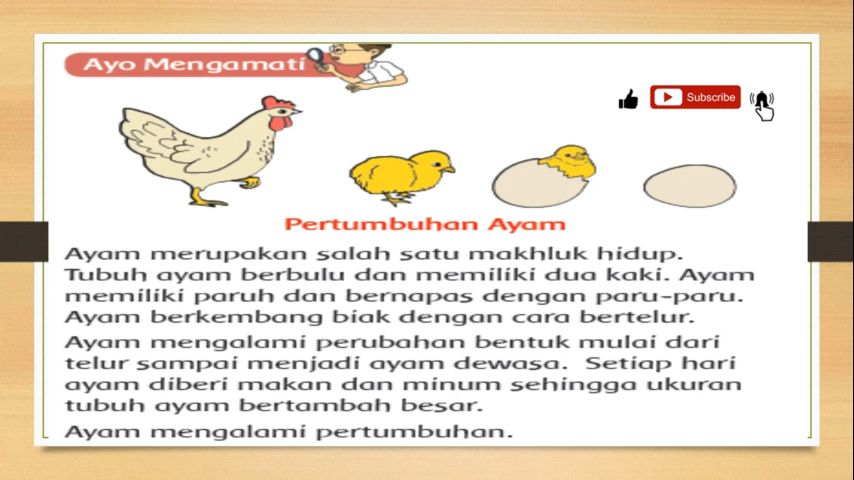 Ayo Mengamati
Subscribe
Pertumbuhan Ayam
Ayam merupakan salah satu makhluk hidup.
Tubuh ayam berbulu dan memiliki dua kaki. Ayam
memiliki paruh dan bernapas dengan paru-paru.
Ayam berkembang biak dengan cara bertelur.
Ayam mengalami perubahan bentuk mulai dari
telur sampai menjadi ayam dewasa. Setiap hari
ayam diberi makan dan minum sehingga ukuran
tubuh ayam bertambah besar.
Ayam mengalami pertumbuhan.